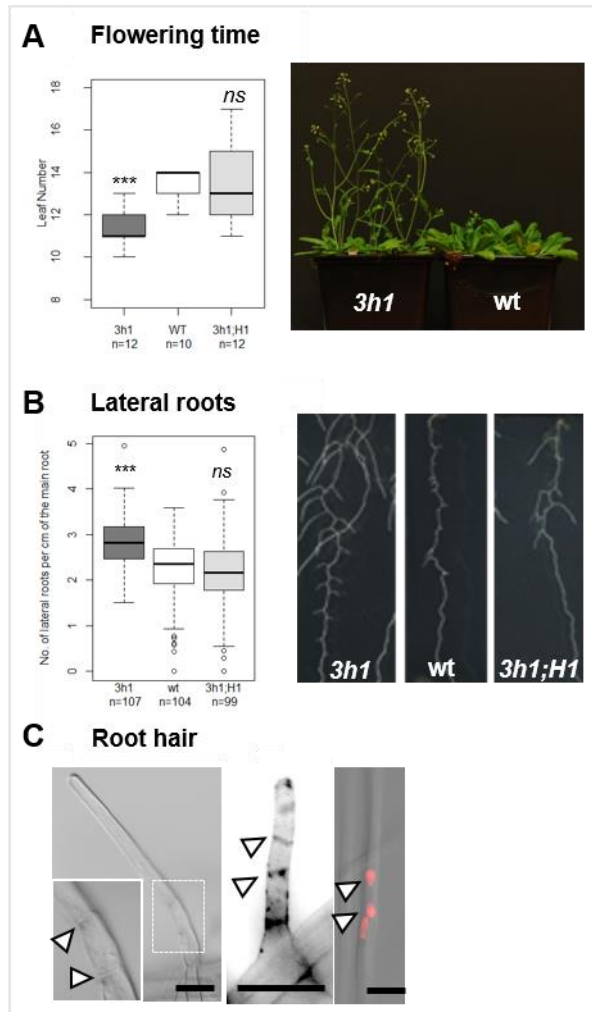 A Flowering time
Leaf Number
18
16
14
12
10
8
***
ns
3h1 WT 3h1;H1
n=12 n=10 n=12
3h1 wt
B Lateral roots
No. of lateral roots per cm of the main root
5
4
3
2
1
0
***
ns
3h1 wt 3h1;H1
n=107 n=104 n=99
3h1 wt 3h1;H1
C Root hair